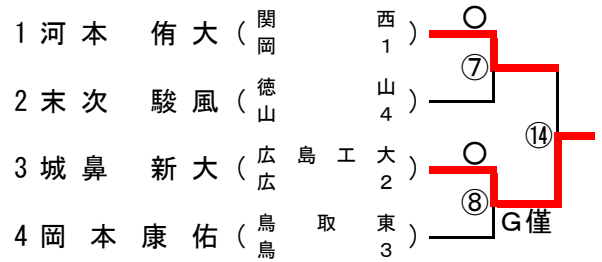 1 河本 侑大 (関西 岡1) ○
⑦
2 末次 駿風 (徳山 山4)
⑭
3 城鼻 新大 (広島工大 広2) ○
⑧ G僅
4 岡本康佑 (鳥取東 鳥3)